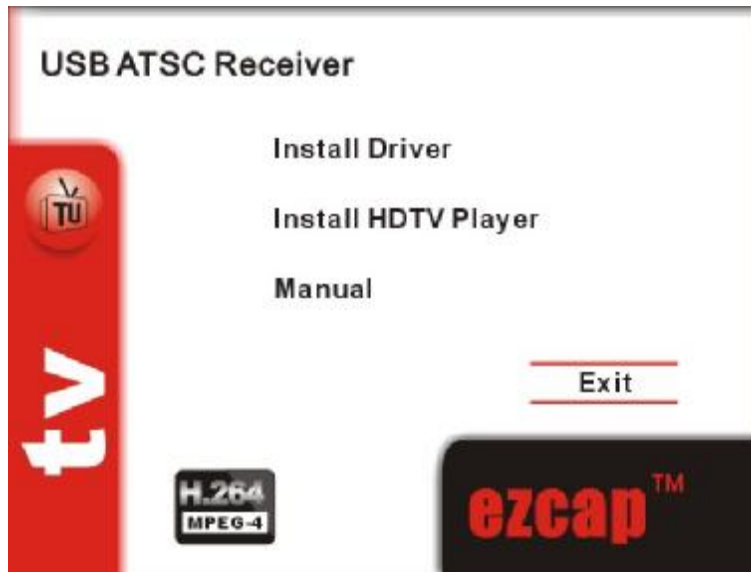 USB ATSC Receiver
Install Driver
TU
Install HDTV Player
Manual
tv
Exit
H.264
MPEG-4
ezcap™